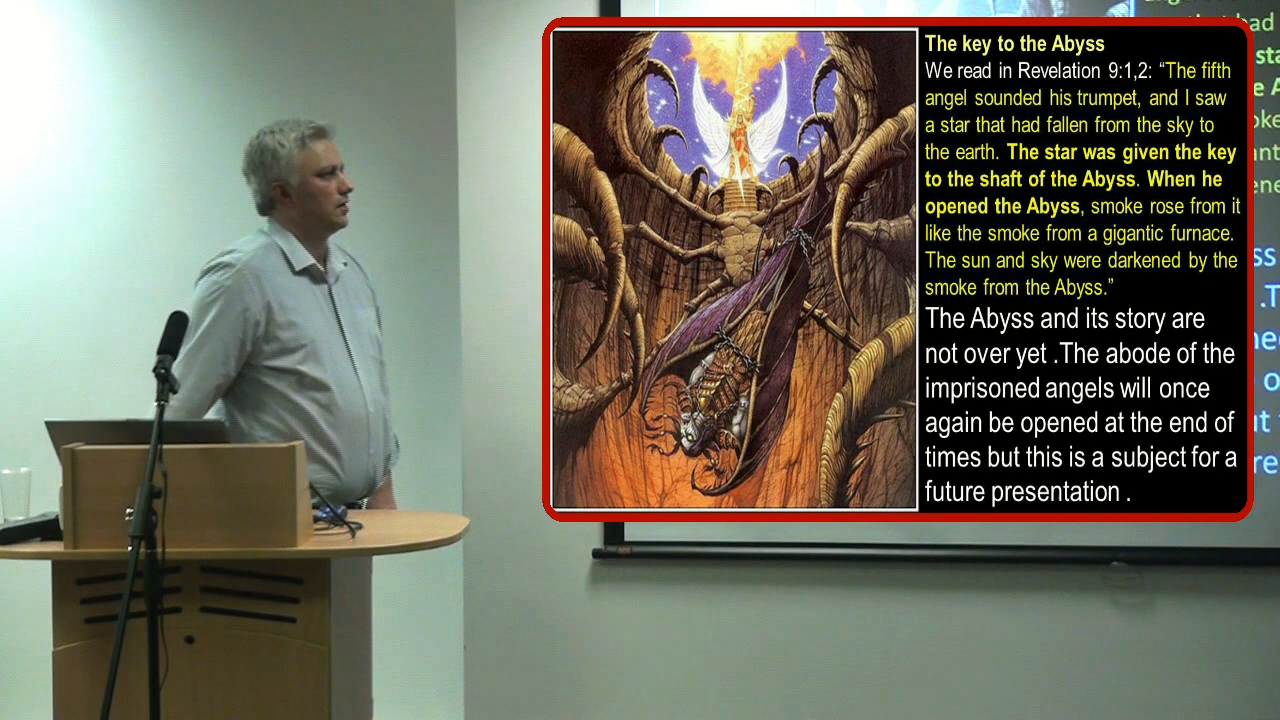 The key to the Abyss
We read in Revelation 9:1,2: “The fifth
angel sounded his trumpet, and I saw
a star that had fallen from the sky to
the earth. The star was given the key
to the shaft of the Abyss. When he
opened the Abyss, smoke rose from it
like the smoke from a gigantic furnace.
The sun and sky were darkened by the
smoke from the Abyss.”
The Abyss and its story are
not over yet .The abode of the
imprisoned angels will once
again be opened at the end of
times but this is a subject for a
future presentation .